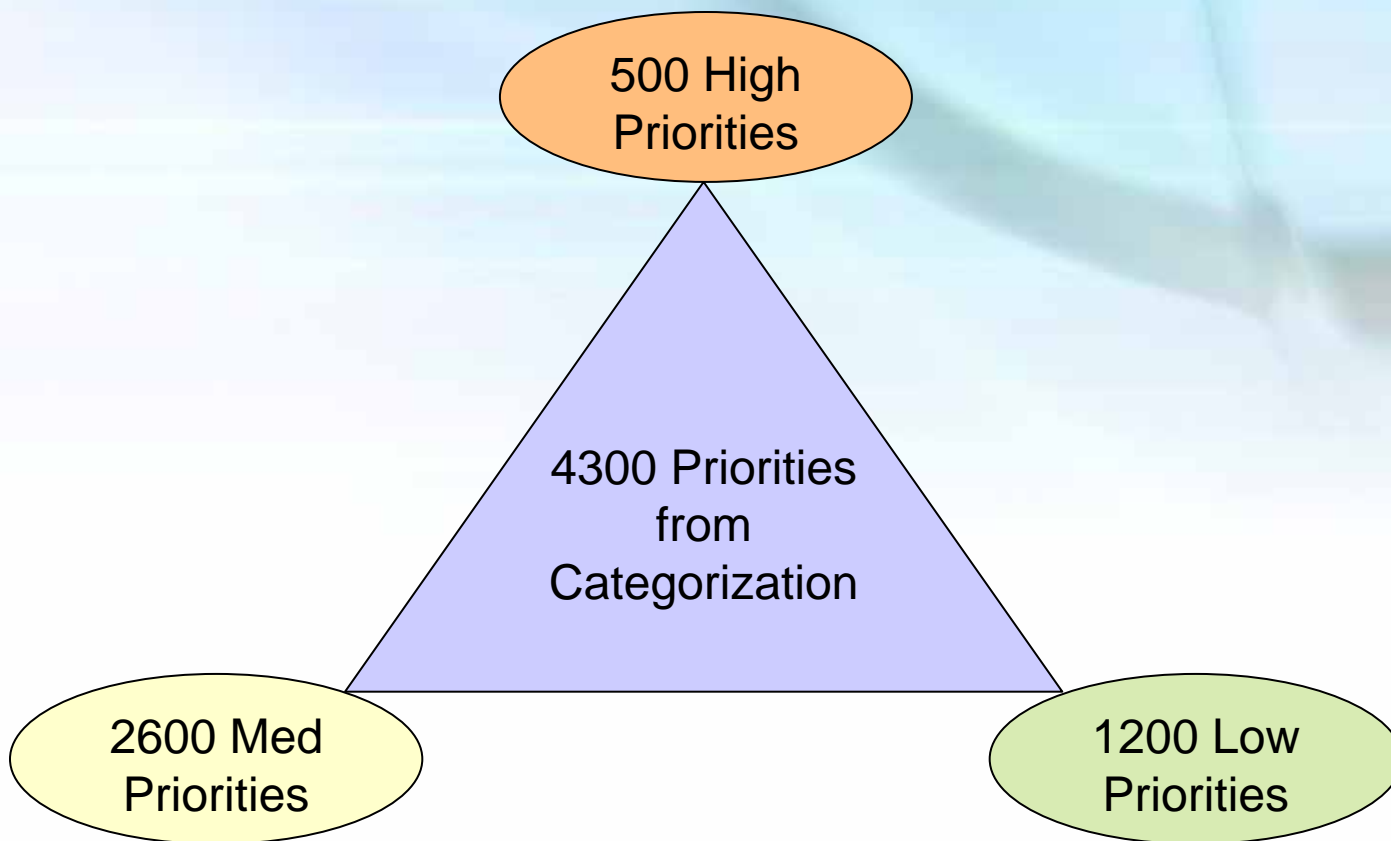 500 High
Priorities
4300 Priorities
from
Categorization
2600 Med
Priorities
1200 Low
Priorities